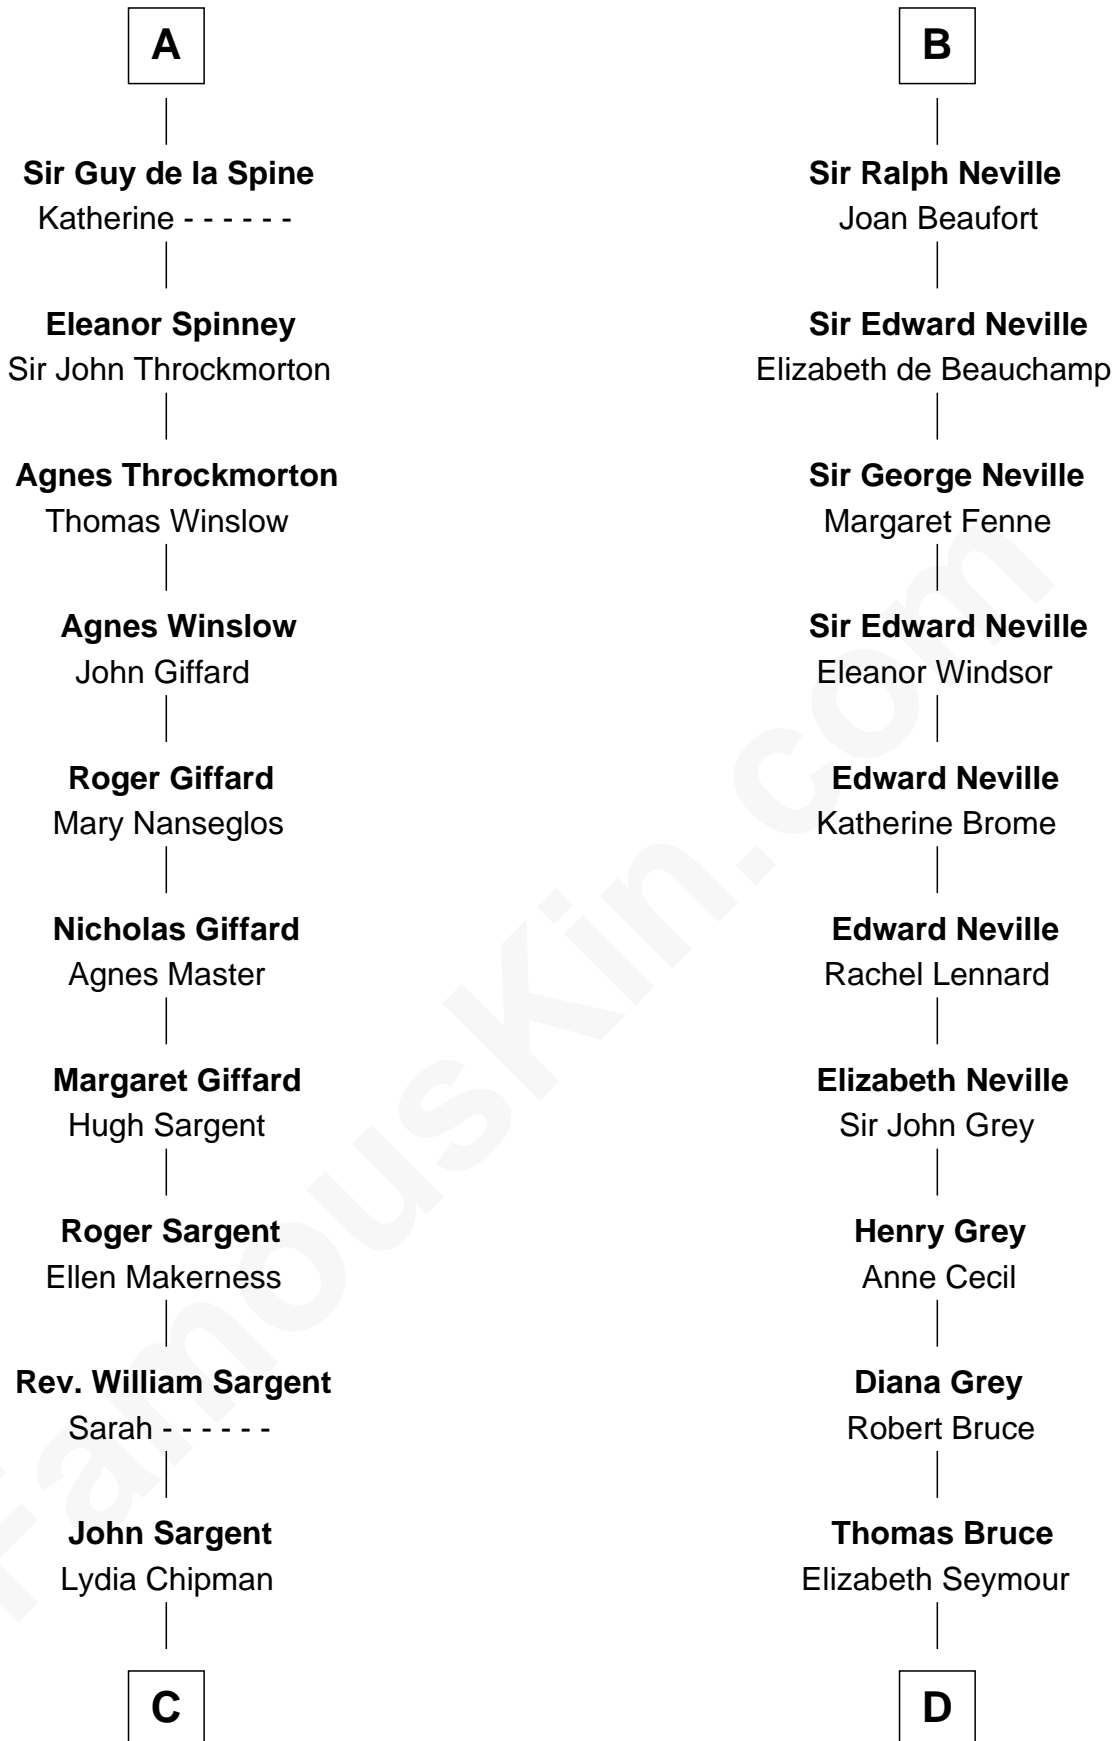 A
Sir Guy de la Spine
Katherine - - - - - -
Eleanor Spinney
Sir John Throckmorton
Agnes Throckmorton
Thomas Winslow
Agnes Winslow
John Giffard
Roger Giffard
Mary Nanseglos
Nicholas Giffard
Agnes Master
Margaret Giffard
Hugh Sargent
Roger Sargent
Ellen Makerness
Rev. William Sargent
Sarah - - - - - -
John Sargent
Lydia Chipman
C
B
Sir Ralph Neville
Joan Beaufort
Sir Edward Neville
Elizabeth de Beauchamp
Sir George Neville
Margaret Fenne
Sir Edward Neville
Eleanor Windsor
Edward Neville
Katherine Brome
Edward Neville
Rachel Lennard
Elizabeth Neville
Sir John Grey
Henry Grey
Anne Cecil
Diana Grey
Robert Bruce
Thomas Bruce
Elizabeth Seymour
D
FamousKin.com